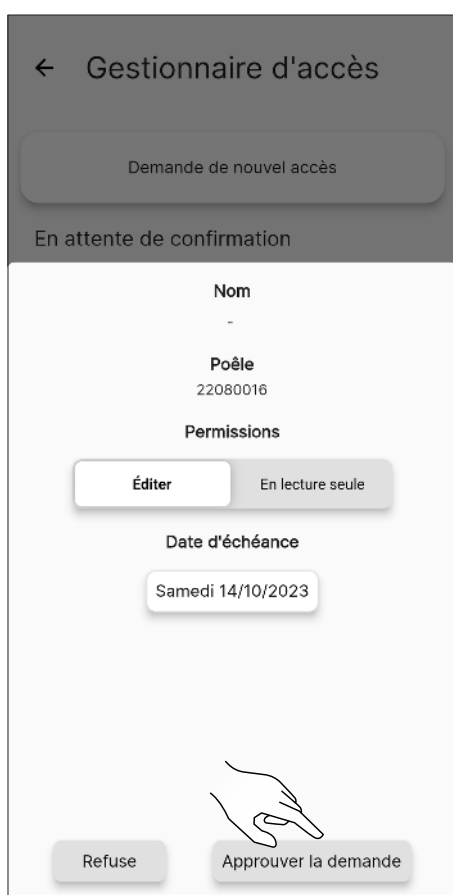 Gestionnaire d'accès
Demande de nouvel accès
En attente de confirmation
Nom
-
Poêle
22080016
Permissions
Éditer En lecture seule
Date d'échéance
Samedi 14/10/2023
Refuse Approuver la demande